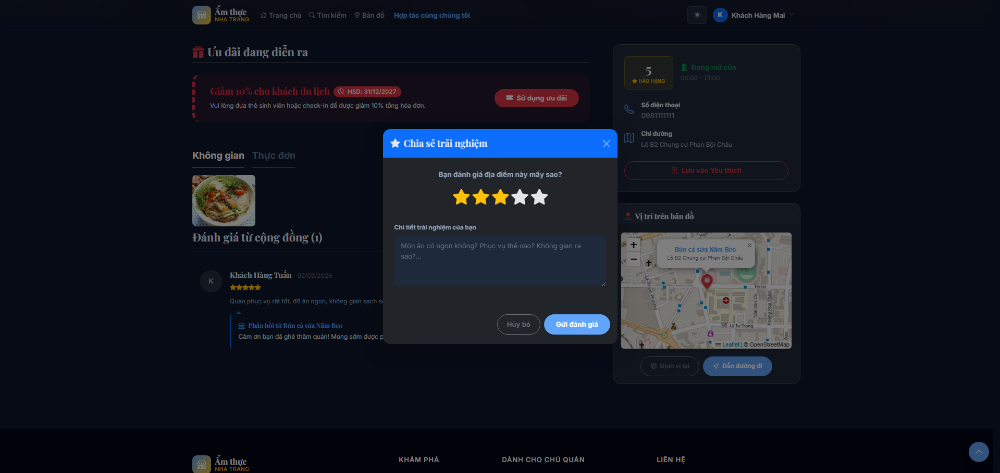 Ẩm thực
NHA TRANG
Trang chủ
Tìm kiếm
Bản đồ
Hợp tác cùng chúng tôi
K
Khách Hàng Mai
Ưu đãi đang diễn ra
Giảm 10% cho khách du lịch
HSD: 31/12/2027
Vui lòng đưa thẻ sinh viên hoặc check-in để được giảm 10% tổng hóa đơn.
Sử dụng ưu đãi
Không gian
Thực đơn
Đánh giá từ cộng đồng (1)
K
Khách Hàng Tuấn
02/05/2026
Quán phục vụ rất tốt, đồ ăn ngon, không gian sạch
Phản hồi từ Bún cá sứa Năm Beo
Cảm ơn bạn đã ghé thăm quán! Mong sớm được
Chia sẻ trải nghiệm
Bạn đánh giá địa điểm này mấy sao?
Chi tiết trải nghiệm của bạn
Món ăn có ngon không? Phục vụ thế nào? Không gian ra
sao?...
Hủy bỏ
Gửi đánh giá
5
HẢO HẠNG
Đang mở cửa
06:00 - 21:00
Số điện thoại
0981111111
Chỉ đường
Lô B2 Chung cư Phan Bội Châu
Lưu vào Yêu thích
Vị trí trên bản đồ
+
−
Bún cá sứa Năm Beo
Lô B2 Chung cư Phan Bội Châu
Yersin
Lê Thánh Phương
Trần Văn Ơn
Hoàng Hoa Thám
Lý Tự Trọng
Leaflet | © OpenStreetMap
Định vị lại
Dẫn đường đi
Ẩm thực
NHA TRANG
KHÁM PHÁ
DÀNH CHO CHỦ QUÁN
LIÊN HỆ